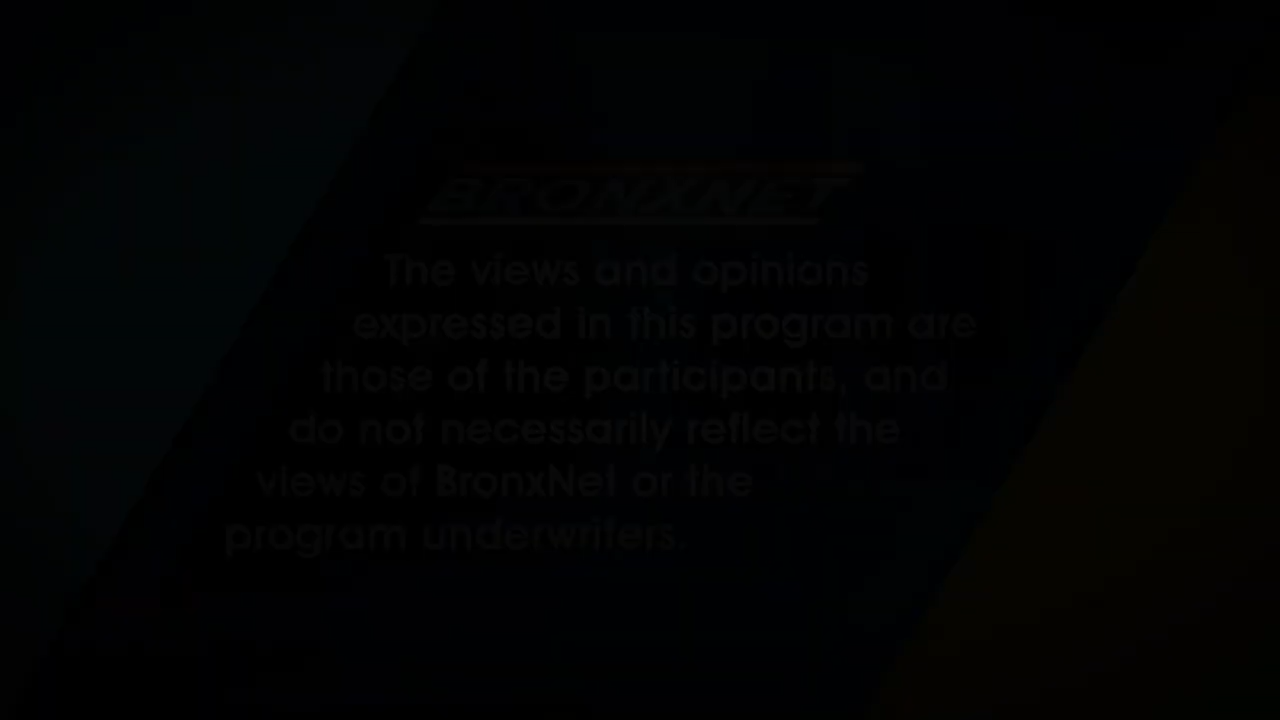 BRONXNET
The views and opinions
expressed in this program are
those of the participants, and
do not necessarily reflect the
views of BronxNet or the
program underwriters.